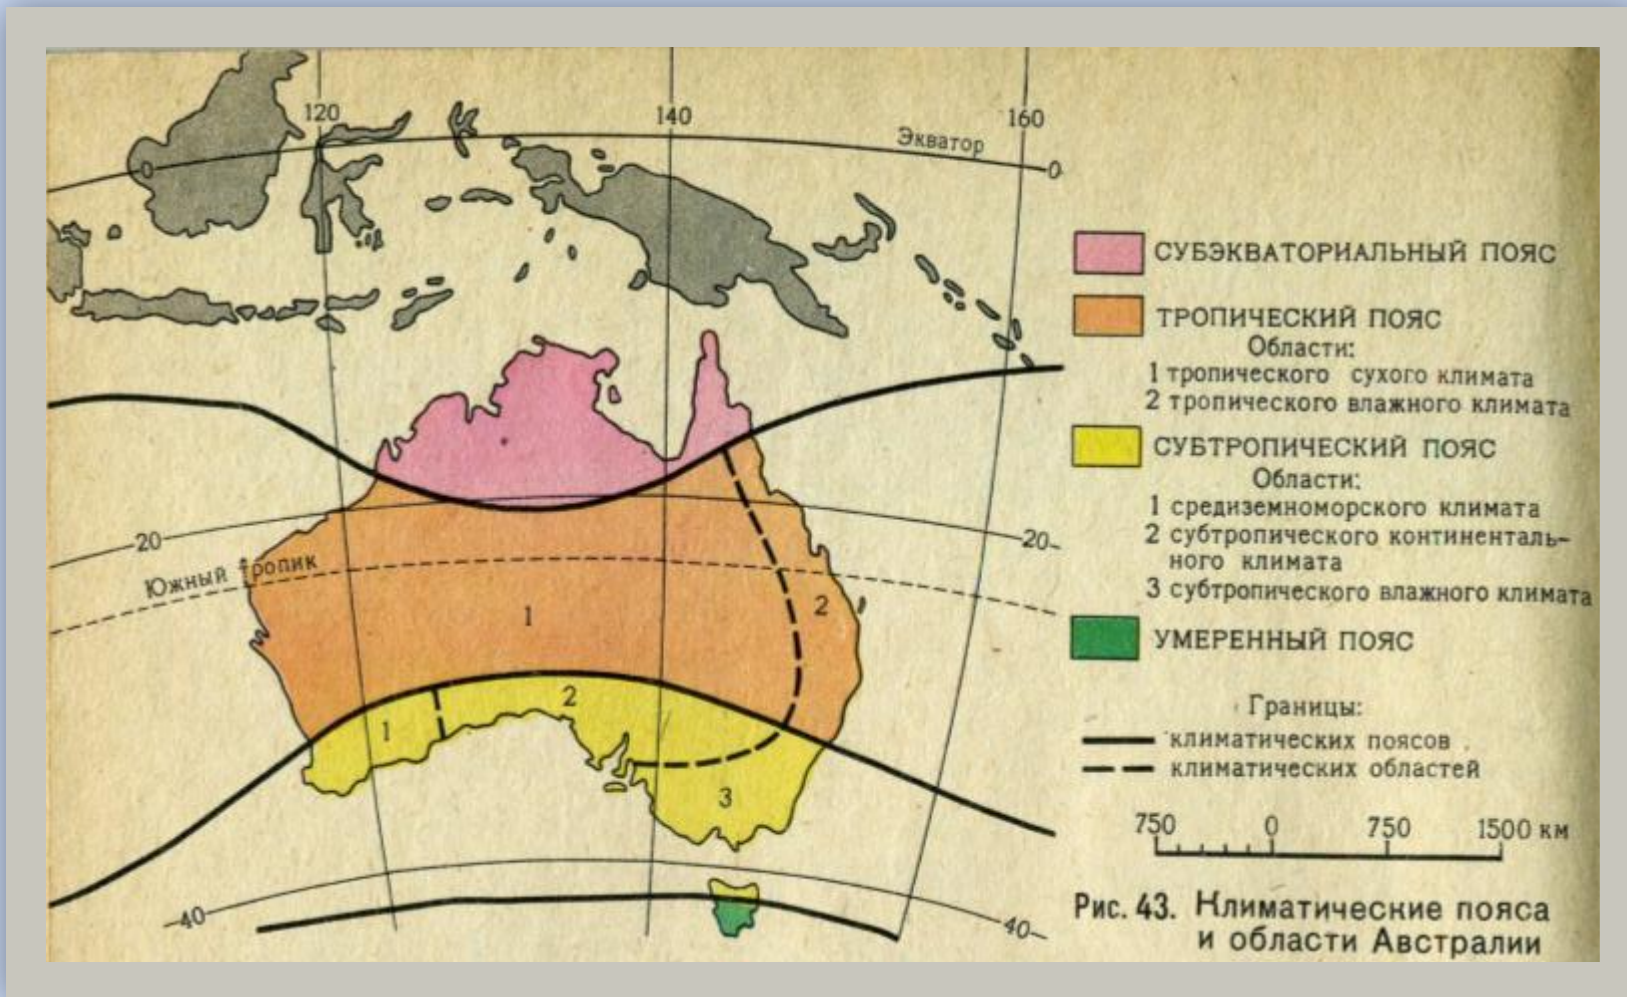 120
140
160
Экватор
0
0
20
20
Южный тропик
1
2
1
2
3
40
40
СУБЭКВАТОРИАЛЬНЫЙ ПОЯС
ТРОПИЧЕСКИЙ ПОЯС
Области:
1 тропического сухого климата
2 тропического влажного климата
СУБТРОПИЧЕСКИЙ ПОЯС
Области:
1 средиземноморского климата
2 субтропического континенталь-
ного климата
3 субтропического влажного климата
УМЕРЕННЫЙ ПОЯС
Границы:
климатических поясов
климатических областей
750 0 750 1500 км
Рис. 43. Климатические пояса
и области Австралии